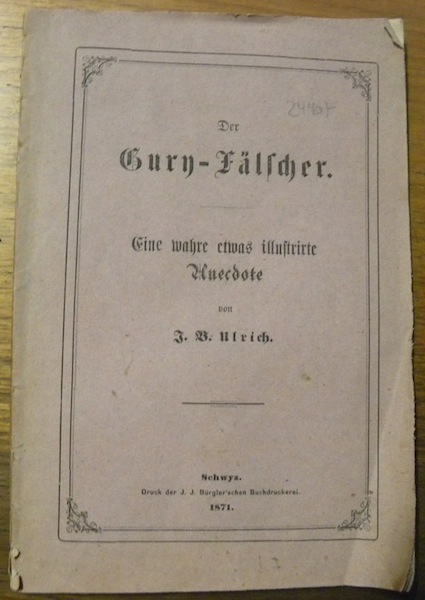 Der
Gury-Fälscher.
Eine wahre etwas illustrirte
Anecdote
von
J. B. Ulrich.
Schwyz.
Druck der J. J. Bürgler'schen Buchdruckerei.
1871.